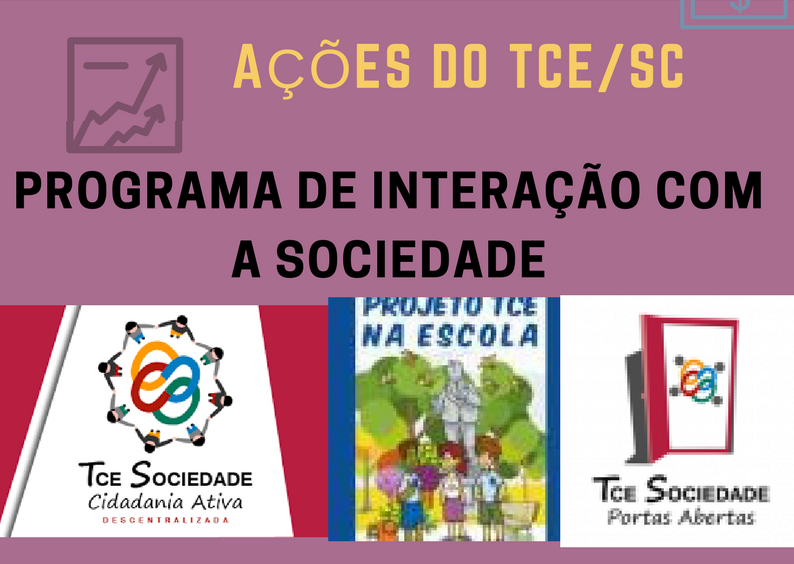 AÇÕES DO TCE/SC
PROGRAMA DE INTERAÇÃO COM
A SOCIEDADE
PROJETO TCE
NA ESCOLA
TCE SOCIEDADE
Cidadania Ativa
DESCENTRALIZADA
TCE SOCIEDADE
Portas Abertas